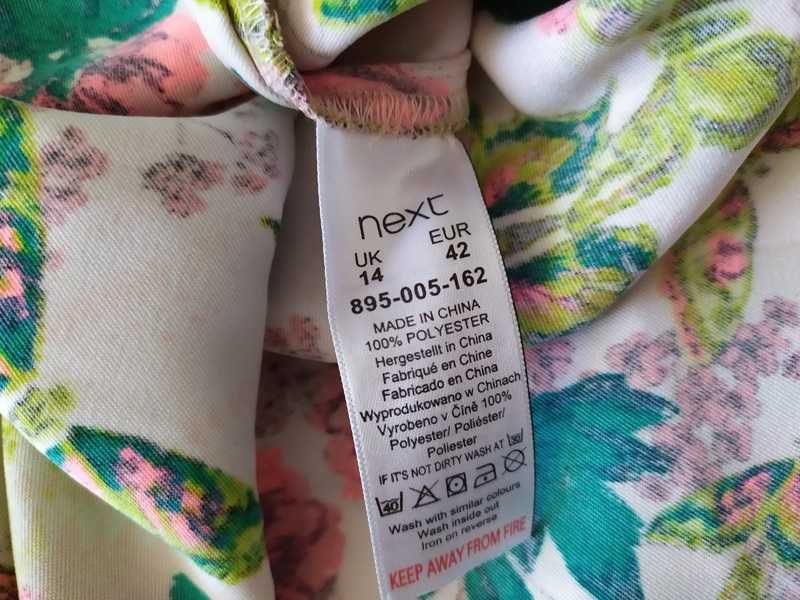 next
UK EUR
14 42
895-005-162
MADE IN CHINA
100% POLYESTER
Hergestellt in China
Fabriqué en Chine
Fabricado en China
Wyprodukowano w Chinach
Vyrobeno v Číně 100%
Polyester/ Poliéster/
Poliester
IF IT'S NOT DIRTY WASH AT 30
40
Wash with similar colours
Wash inside out
Iron on reverse
KEEP AWAY FROM FIRE